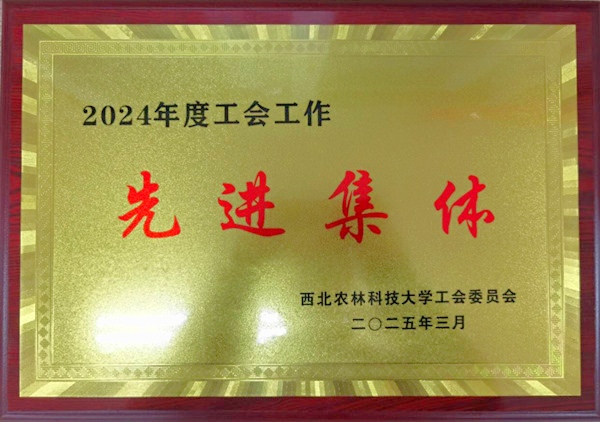 2024年度工会工作
先进集体
西北农林科技大学工会委员会
二〇二五年三月